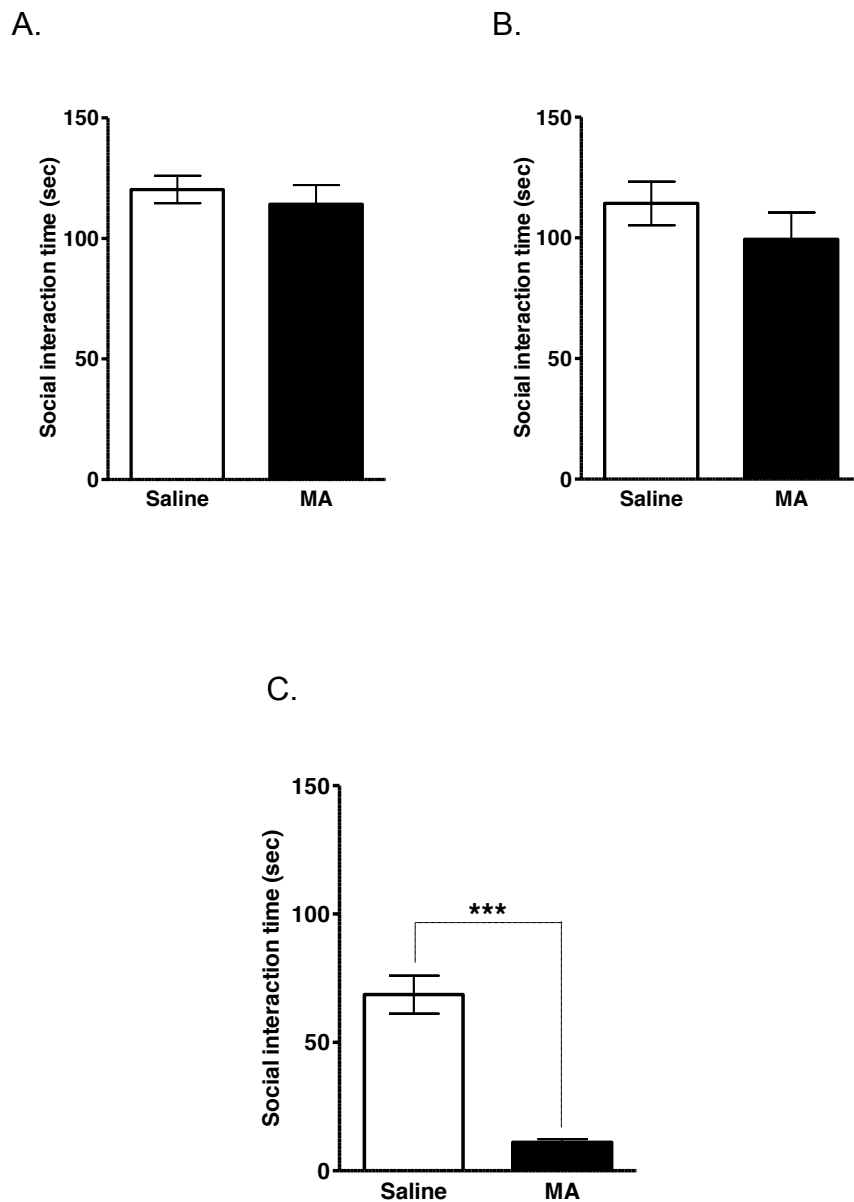 A.
Social interaction time (sec)
150
100
50
0
Saline MA
B.
Social interaction time (sec)
150
100
50
0
Saline MA
C.
Social interaction time (sec)
150
100
50
0
***
Saline MA